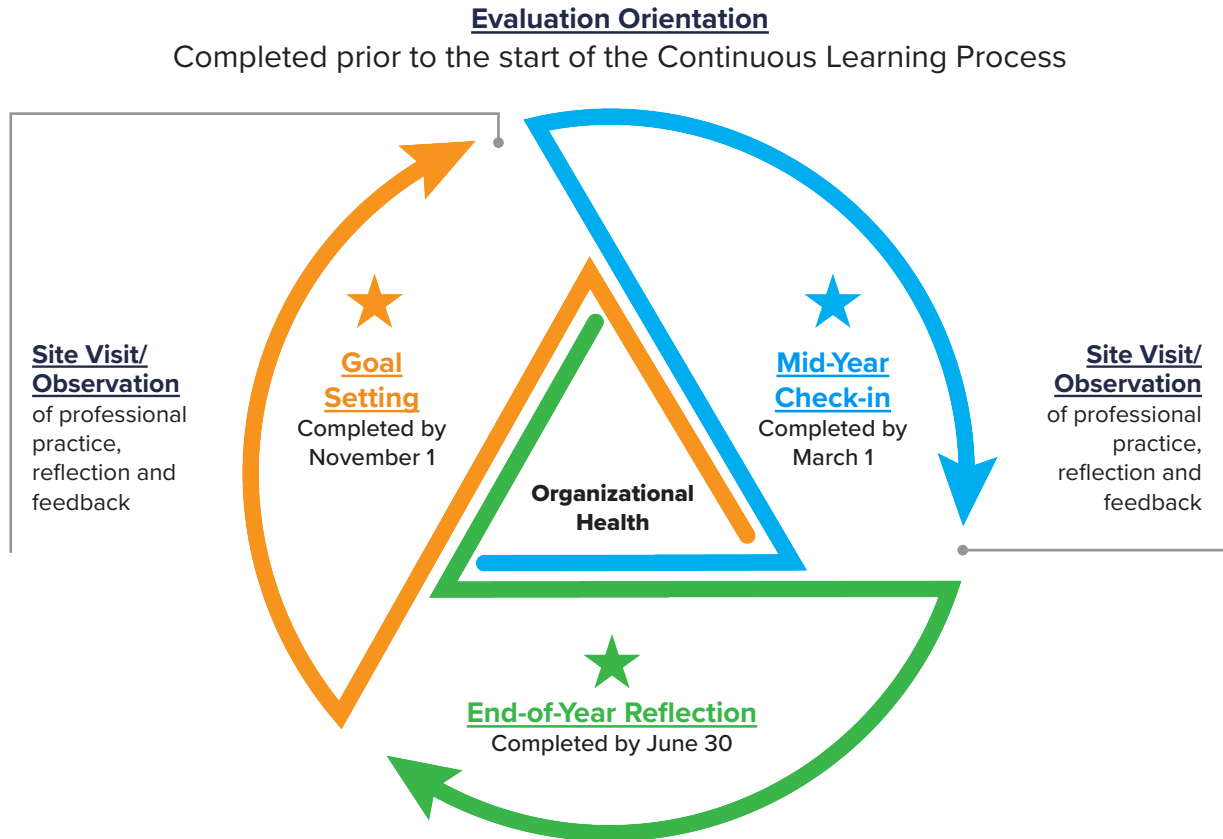 Evaluation Orientation
Completed prior to the start of the Continuous Learning Process
Site Visit/
Observation
of professional
practice,
reflection and
feedback
Goal
Setting
Completed by
November 1
Mid-Year
Check-in
Completed by
March 1
Site Visit/
Observation
of professional
practice,
reflection and
feedback
Organizational
Health
End-of-Year Reflection
Completed by June 30